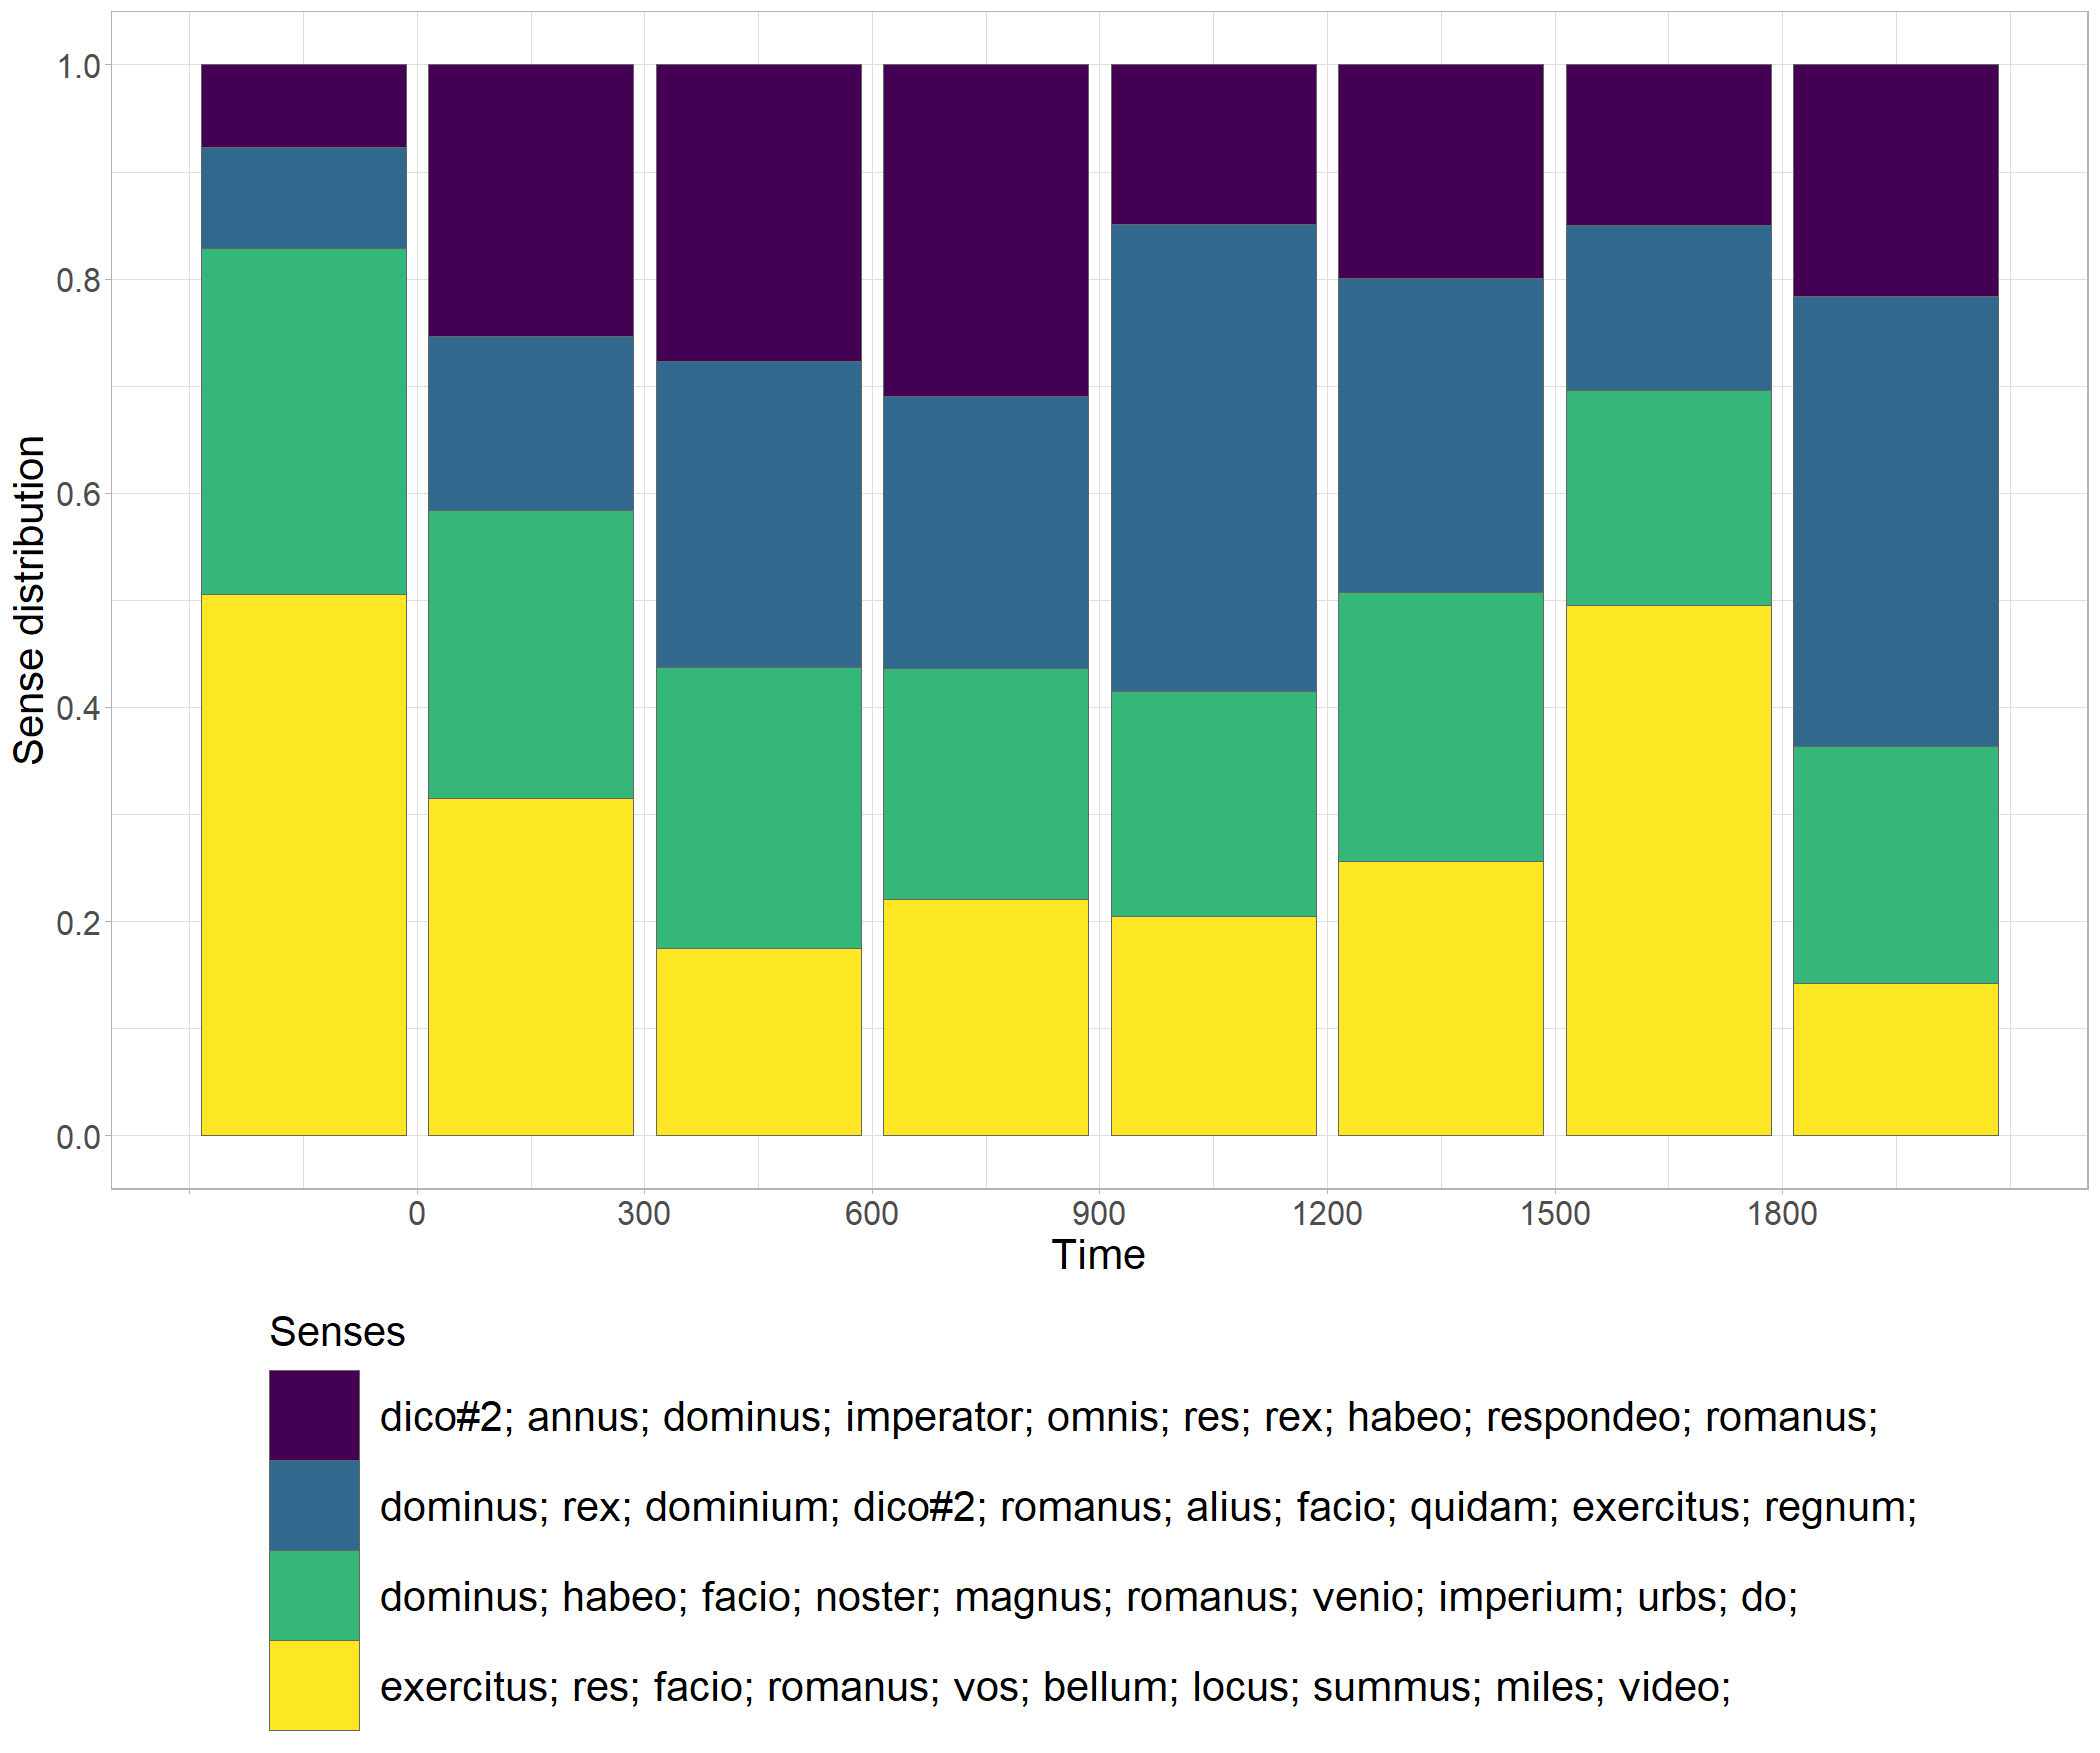 1.0
0.8
0.6
0.4
0.2
0.0
Sense distribution
0 300 600 900 1200 1500 1800
Time
Senses
dico#2; annus; dominus; imperator; omnis; res; rex; habeo; respondeo; romanus;
dominus; rex; dominium; dico#2; romanus; alius; facio; quidam; exercitus; regnum;
dominus; habeo; facio; noster; magnus; romanus; venio; imperium; urbs; do;
exercitus; res; facio; romanus; vos; bellum; locus; summus; miles; video;